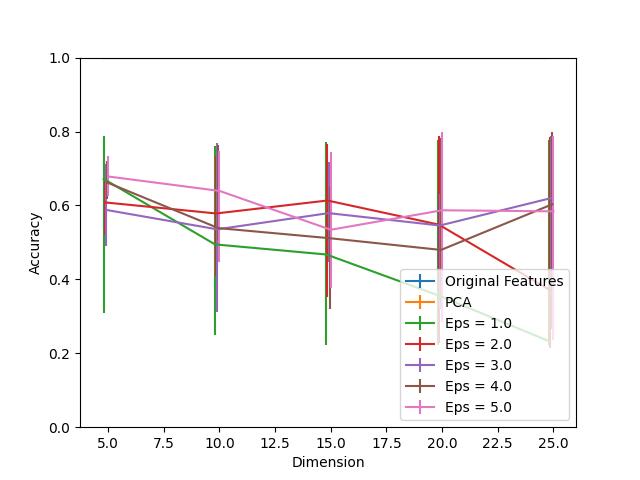 1.0
0.8
0.6
0.4
0.2
0.0
Accuracy
Original Features
PCA
Eps = 1.0
Eps = 2.0
Eps = 3.0
Eps = 4.0
Eps = 5.0
5.0 7.5 10.0 12.5 15.0 17.5 20.0 22.5 25.0
Dimension